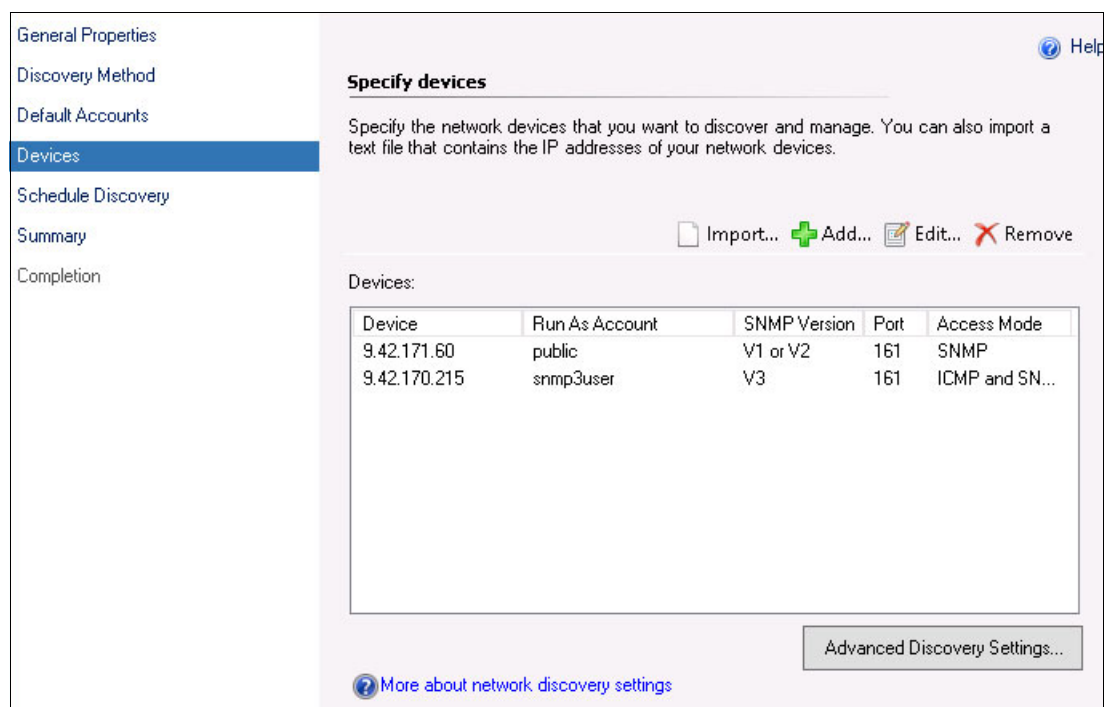 General Properties
Discovery Method
Default Accounts
Devices
Schedule Discovery
Summary
Completion
Help
Specify devices
Specify the network devices that you want to discover and manage. You can also import a
text file that contains the IP addresses of your network devices.
Import... Add... Edit... Remove
Devices:
Device Run As Account SNMP Version Port Access Mode
9.42.171.60 public V1 or V2 161 SNMP
9.42.170.215 snmp3user V3 161 ICMP and SN...
Advanced Discovery Settings...
More about network discovery settings